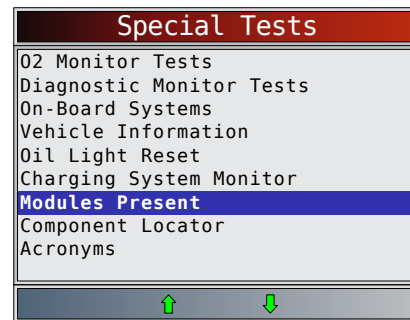 Special Tests
O2 Monitor Tests
Diagnostic Monitor Tests
On-Board Systems
Vehicle Information
Oil Light Reset
Charging System Monitor
Modules Present
Component Locator
Acronyms